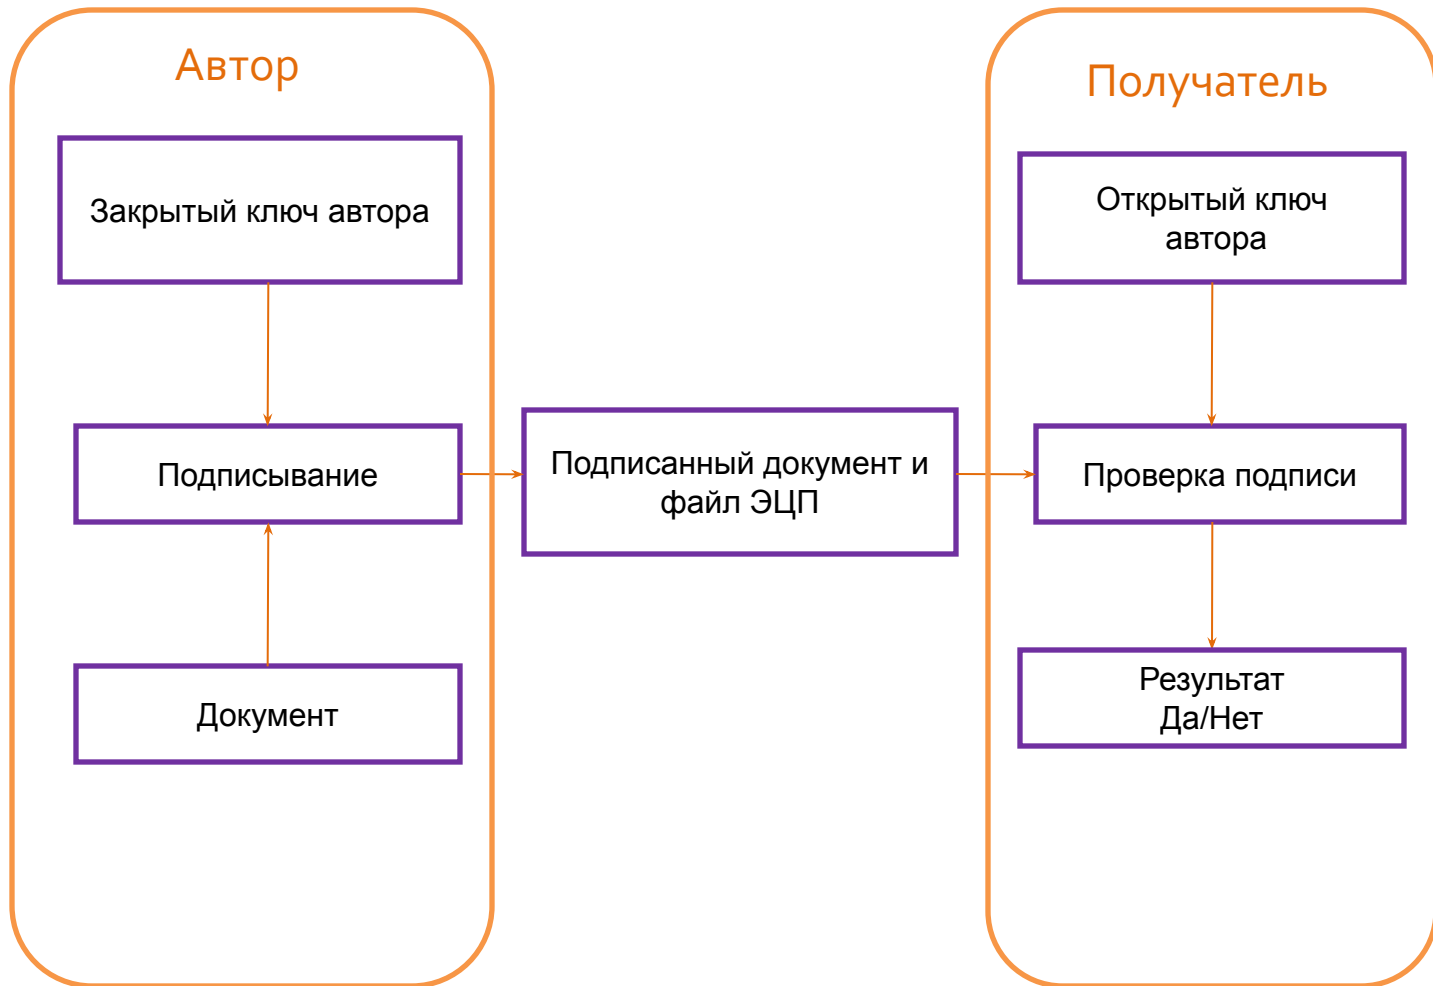 Автор
Закрытый ключ автора
Подписывание
Документ
Подписанный документ и
файл ЭЦП
Получатель
Открытый ключ
автора
Проверка подписи
Результат
Да/Нет